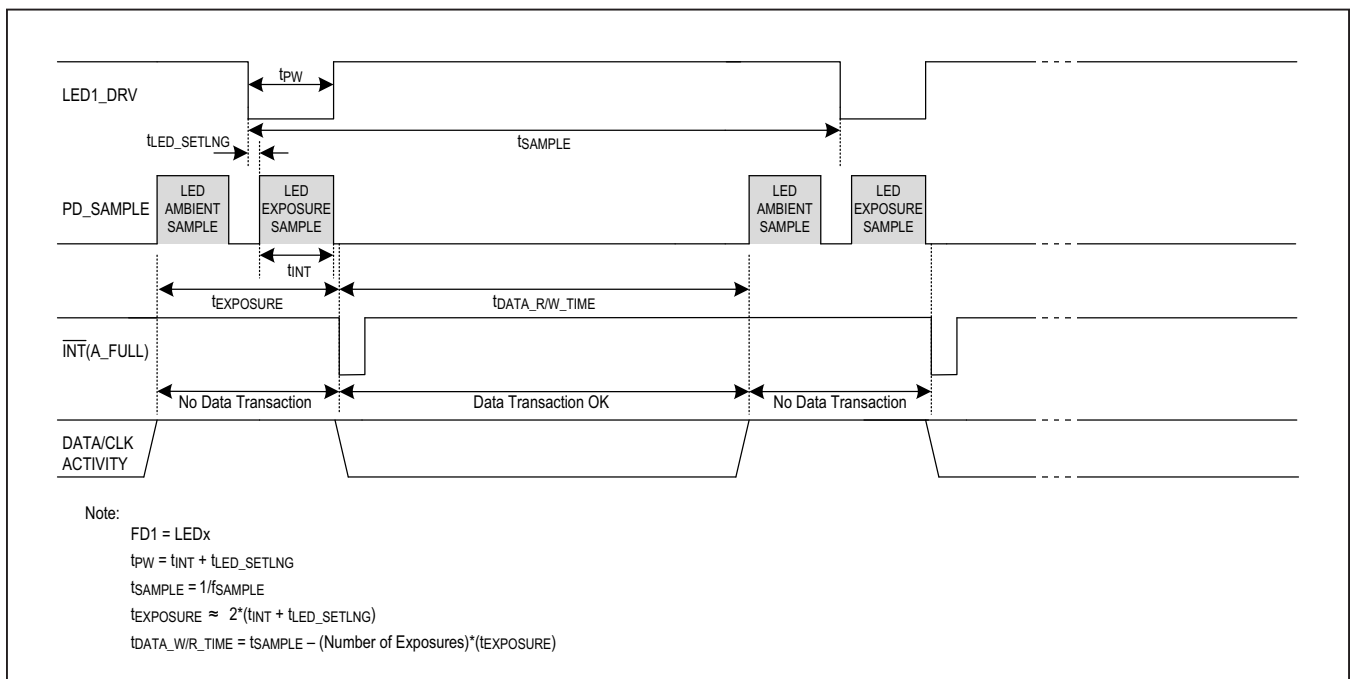 LED1_DRV
tPW
tLED_SETLNG
tSAMPLE
PD_SAMPLE
LED
AMBIENT
SAMPLE
LED
EXPOSURE
SAMPLE
LED
AMBIENT
SAMPLE
LED
EXPOSURE
SAMPLE
tINT
tEXPOSURE
tDATA_R/W_TIME
INT(A_FULL)
No Data Transaction
Data Transaction OK
No Data Transaction
DATA/CLK
ACTIVITY
Note:
FD1 = LEDx
tPW = tINT + tLED_SETLNG
tSAMPLE = 1/fSAMPLE
tEXPOSURE ≈ 2*(tINT + tLED_SETLNG)
tDATA_W/R_TIME = tSAMPLE – (Number of Exposures)*(tEXPOSURE)